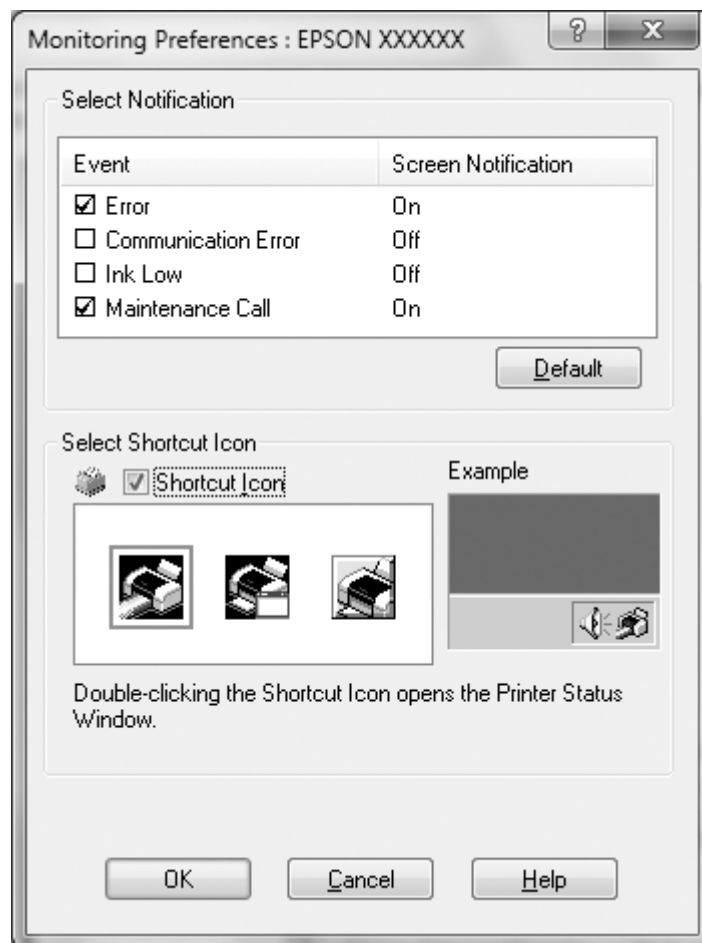 Monitoring Preferences : EPSON XXXXXX
Select Notification
Event Screen Notification
Error On
Communication Error Off
Ink Low Off
Maintenance Call On
Default
Select Shortcut Icon
Shortcut Icon
Example
Double-clicking the Shortcut Icon opens the Printer Status
Window.
OK Cancel Help